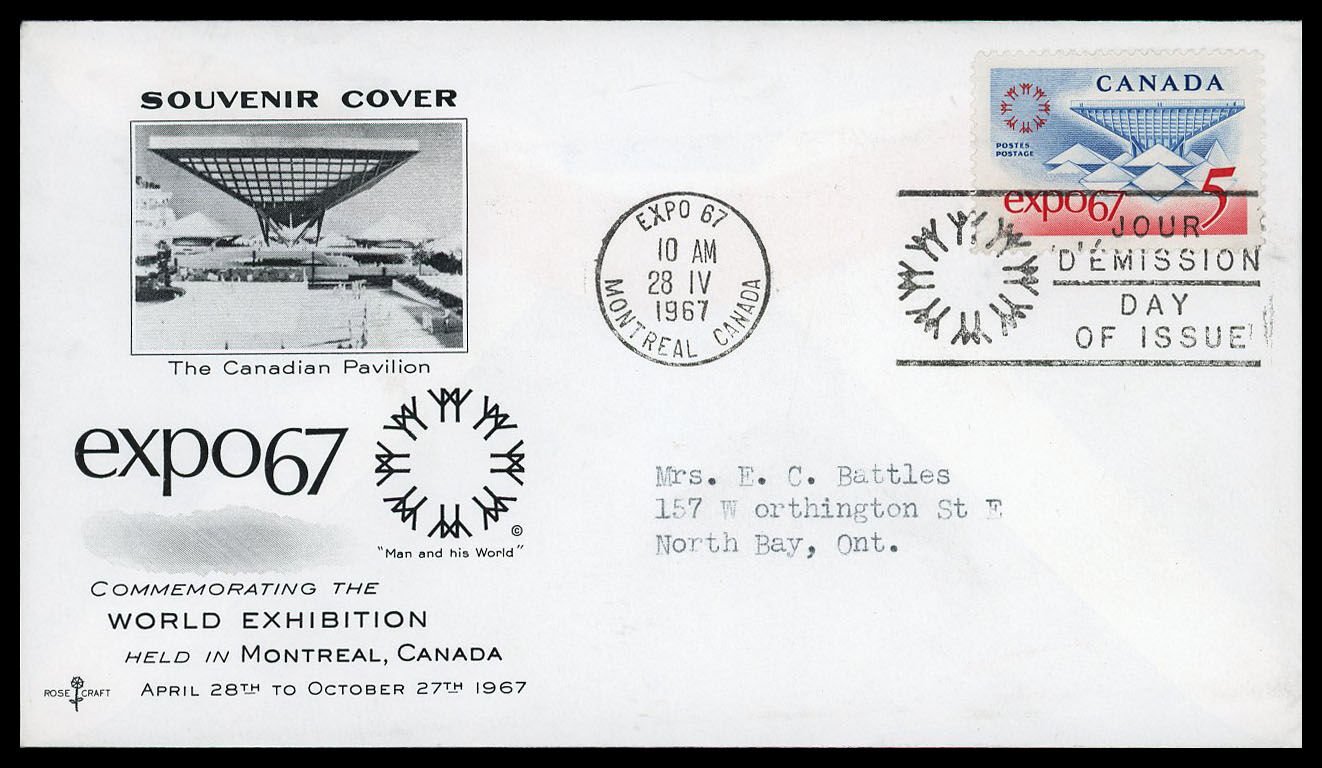 SOUVENIR COVER
The Canadian Pavilion
expo67
©
"Man and his World"
COMMEMORATING THE
WORLD EXHIBITION
HELD IN MONTREAL, CANADA
APRIL 28TH TO OCTOBER 27TH 1967
ROSE CRAFT
EXPO 67
10 AM
28 IV
1967
MONTREAL CANADA
CANADA
POSTES
POSTAGE
expo67 5
JOUR
D'ÉMISSION
DAY
OF ISSUE
Mrs. E. C. Battles
157 W orthington St E
North Bay, Ont.